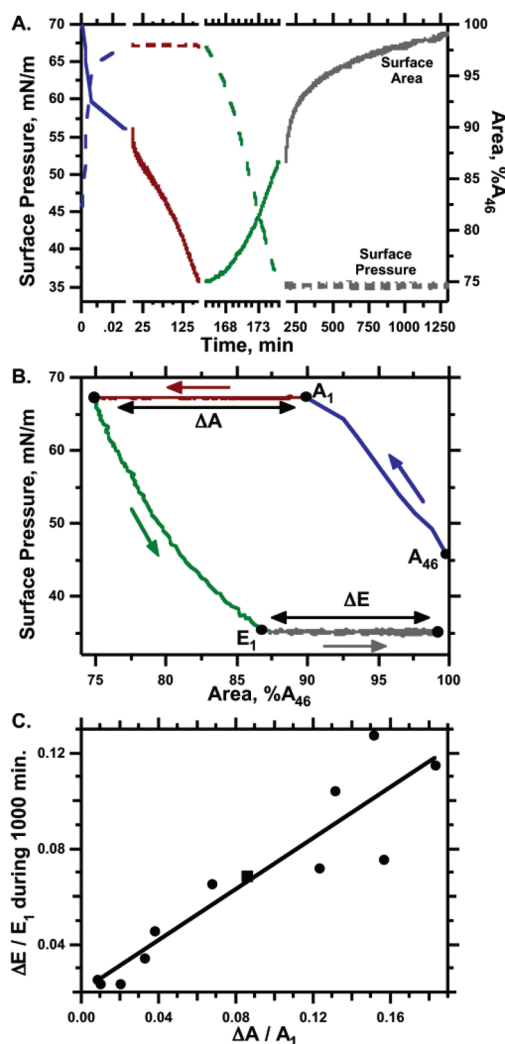 A.
Surface Pressure, mN/m
70
65
60
55
50
45
40
35
100
95
90
85
80
75
Area, %A46
Surface
Area
Surface
Pressure
0 .02 25 125 168 173 250 500 750 1000 1250
Time, min
B.
Surface Pressure, mN/m
70
60
50
40
A1
ΔA
A46
ΔE
E1
75 80 85 90 95 100
Area, %A46
C.
ΔE / E1 during 1000 min.
0.12
0.08
0.04
0.00 0.04 0.08 0.12 0.16
ΔA / A1